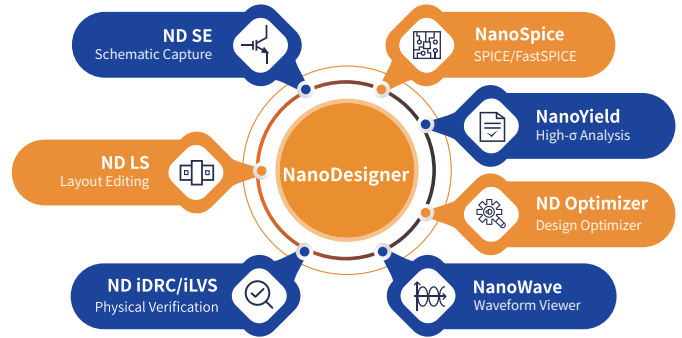 ND SE
Schematic Capture
NanoSpice
SPICE/FastSPICE
NanoYield
High-σ Analysis
ND LS
Layout Editing
NanoDesigner
ND Optimizer
Design Optimizer
ND iDRC/iLVS
Physical Verification
NanoWave
Waveform Viewer